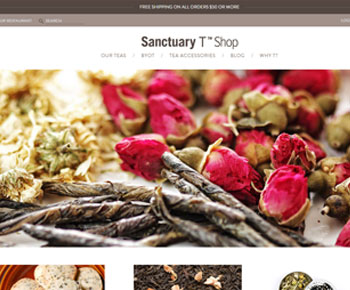 FREE SHIPPING ON ALL ORDERS $50 OR MORE
RESTAURANT SEARCH
Sanctuary T™ Shop
OUR TEAS / BYOT / TEA ACCESSORIES / BLOG / WHY T?